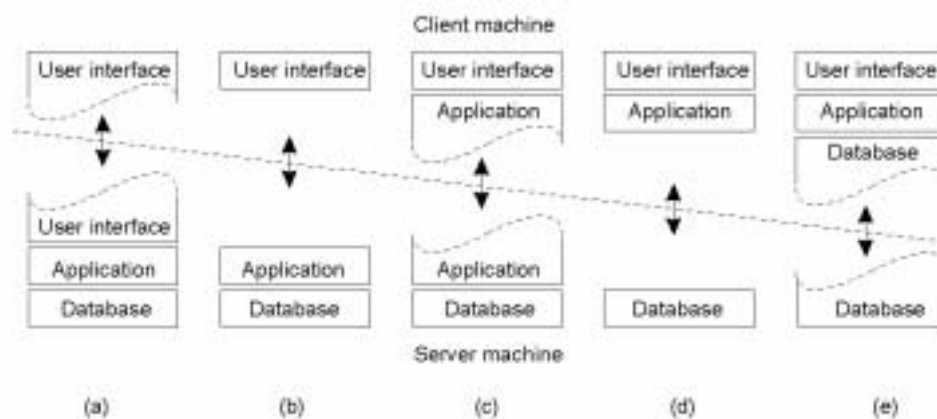 Client machine
User interface User interface User interface User interface User interface
Application Application Application
Database
User interface
Application Application Application
Database Database Database Database Database
Server machine
(a) (b) (c) (d) (e)